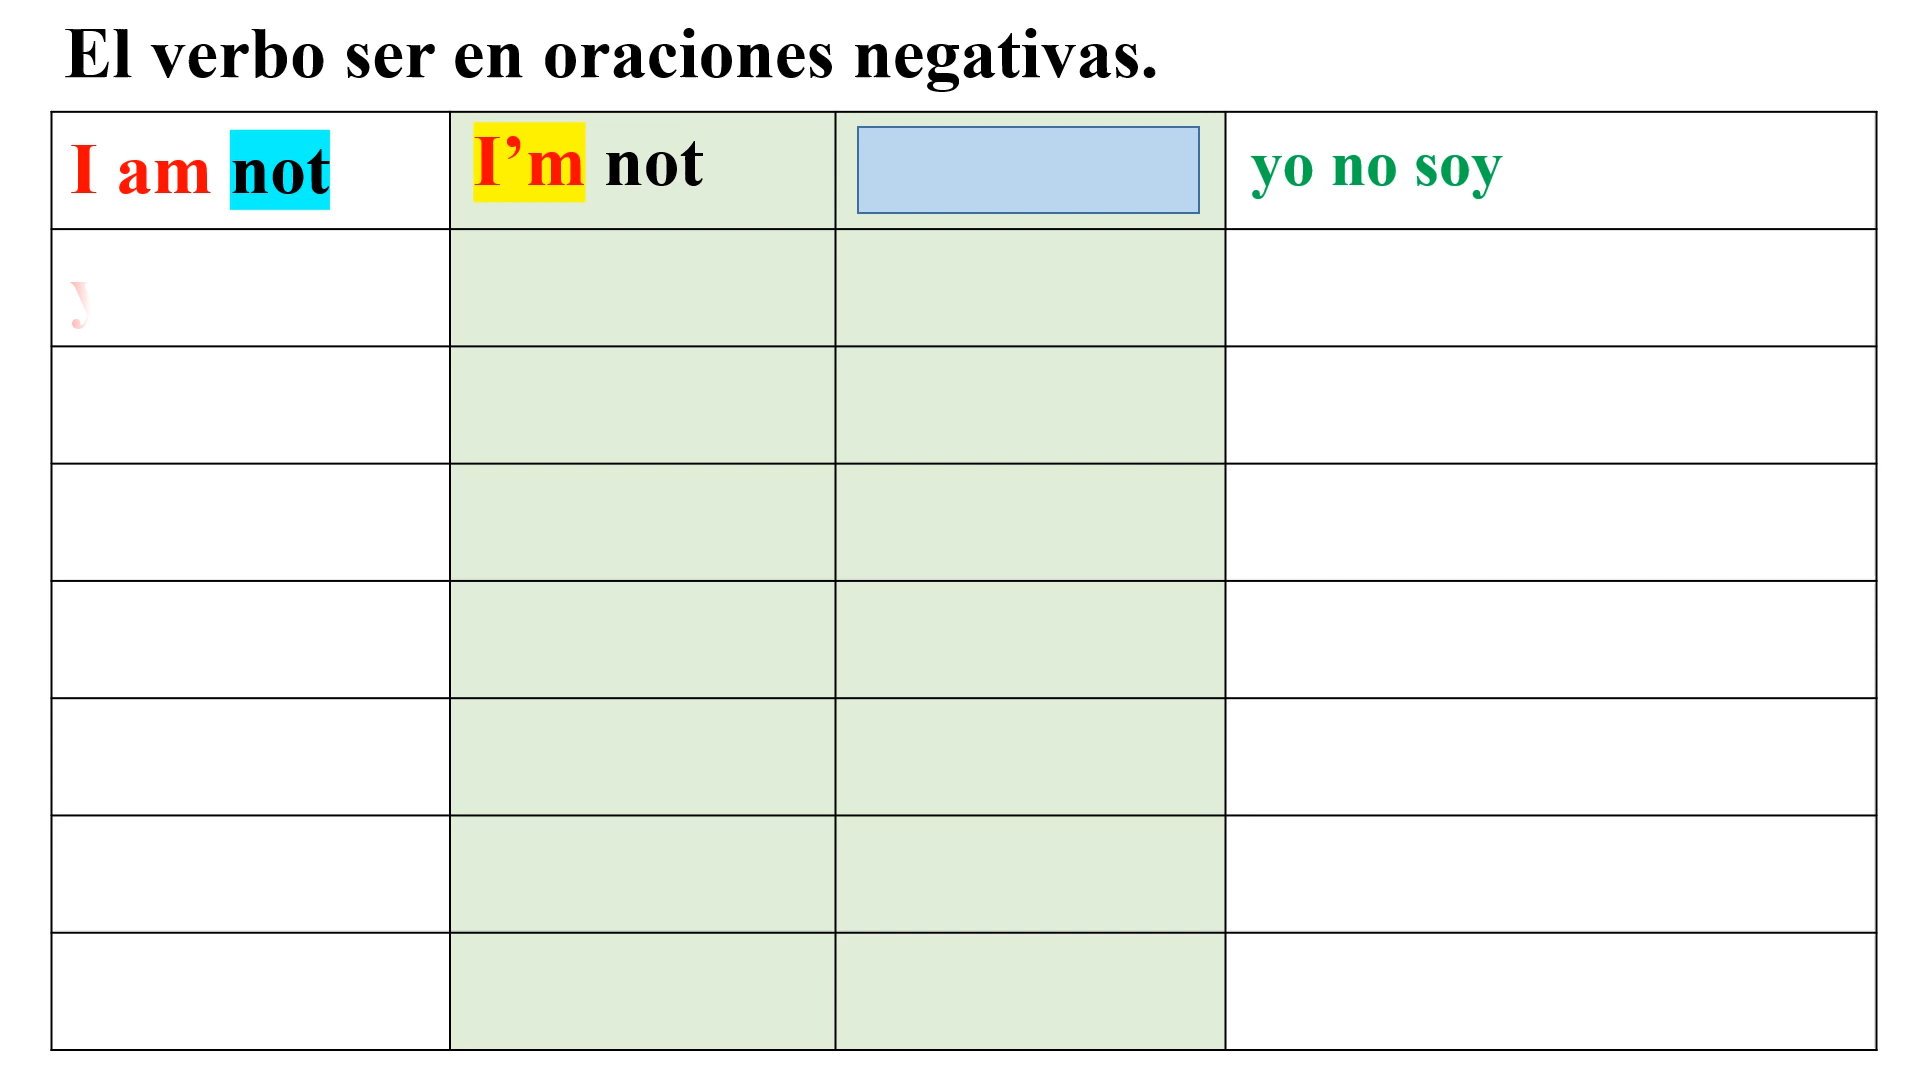 El verbo ser en oraciones negativas.
I am not
I’m not
yo no soy
y